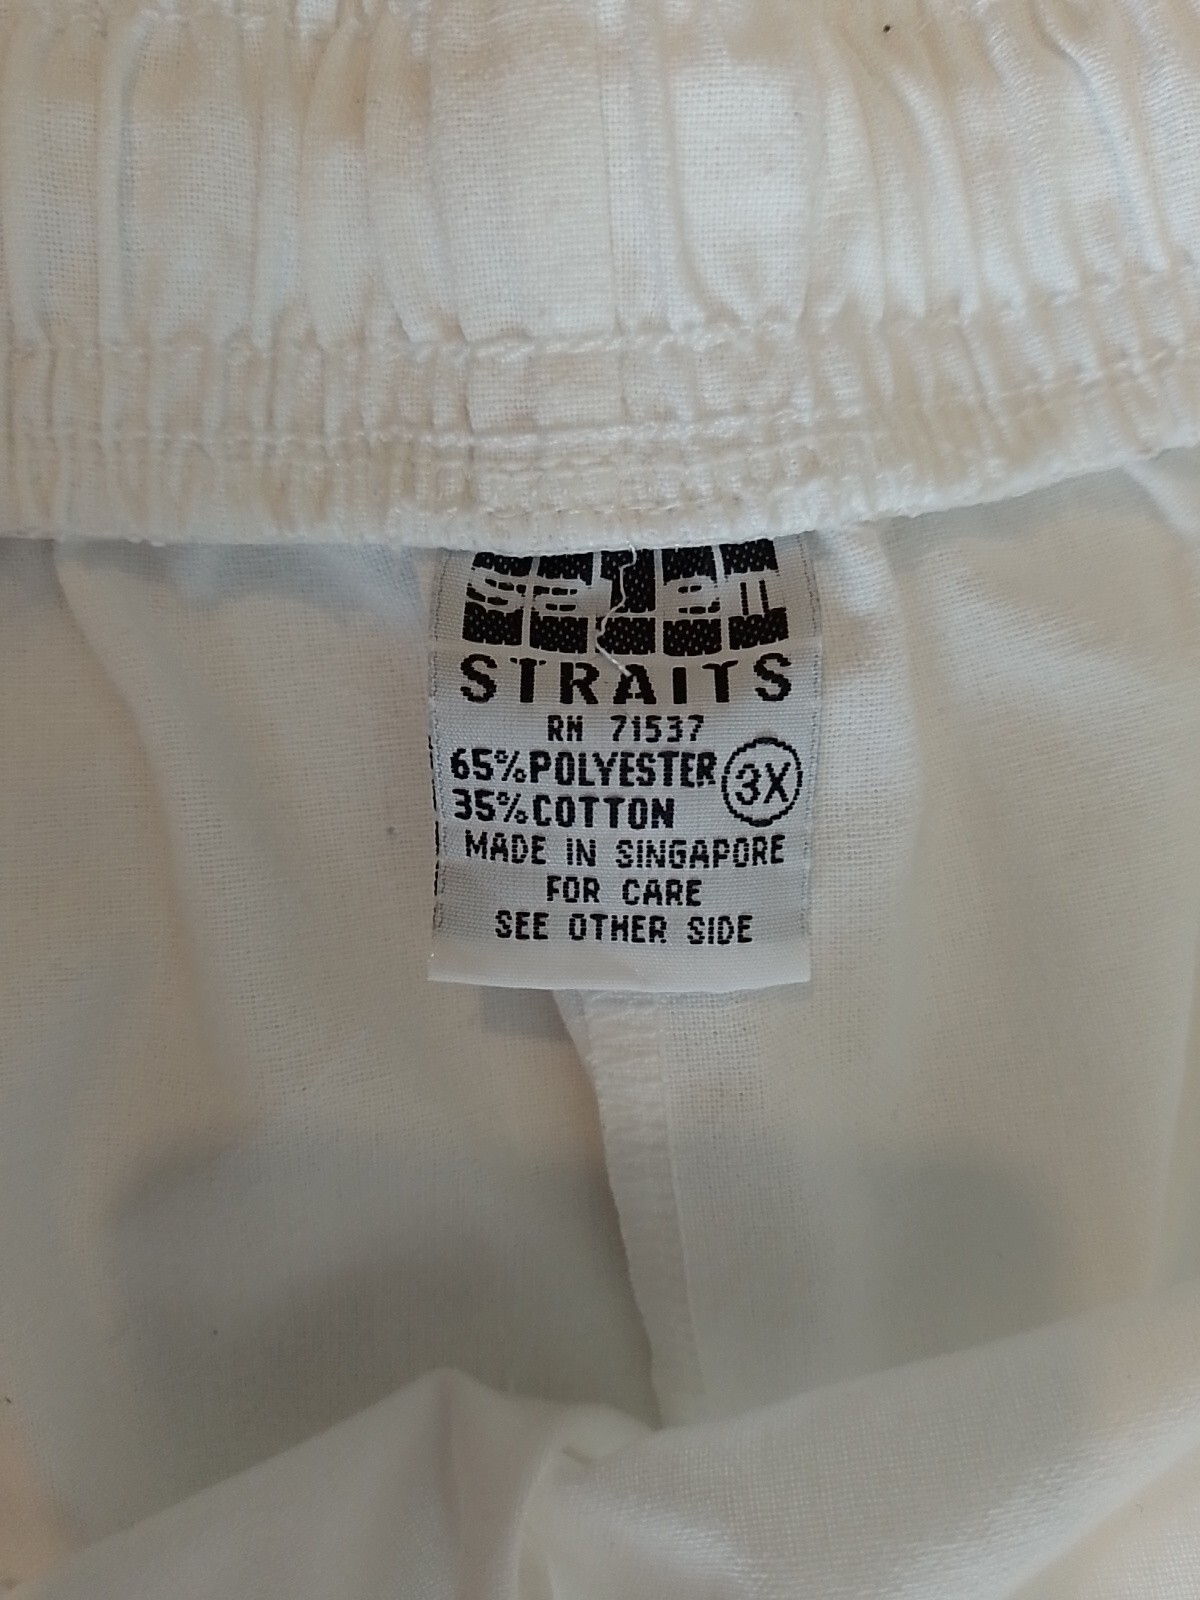 STRAITS
RN 71537
65% POLYESTER
35% COTTON
3X
MADE IN SINGAPORE
FOR CARE
SEE OTHER SIDE